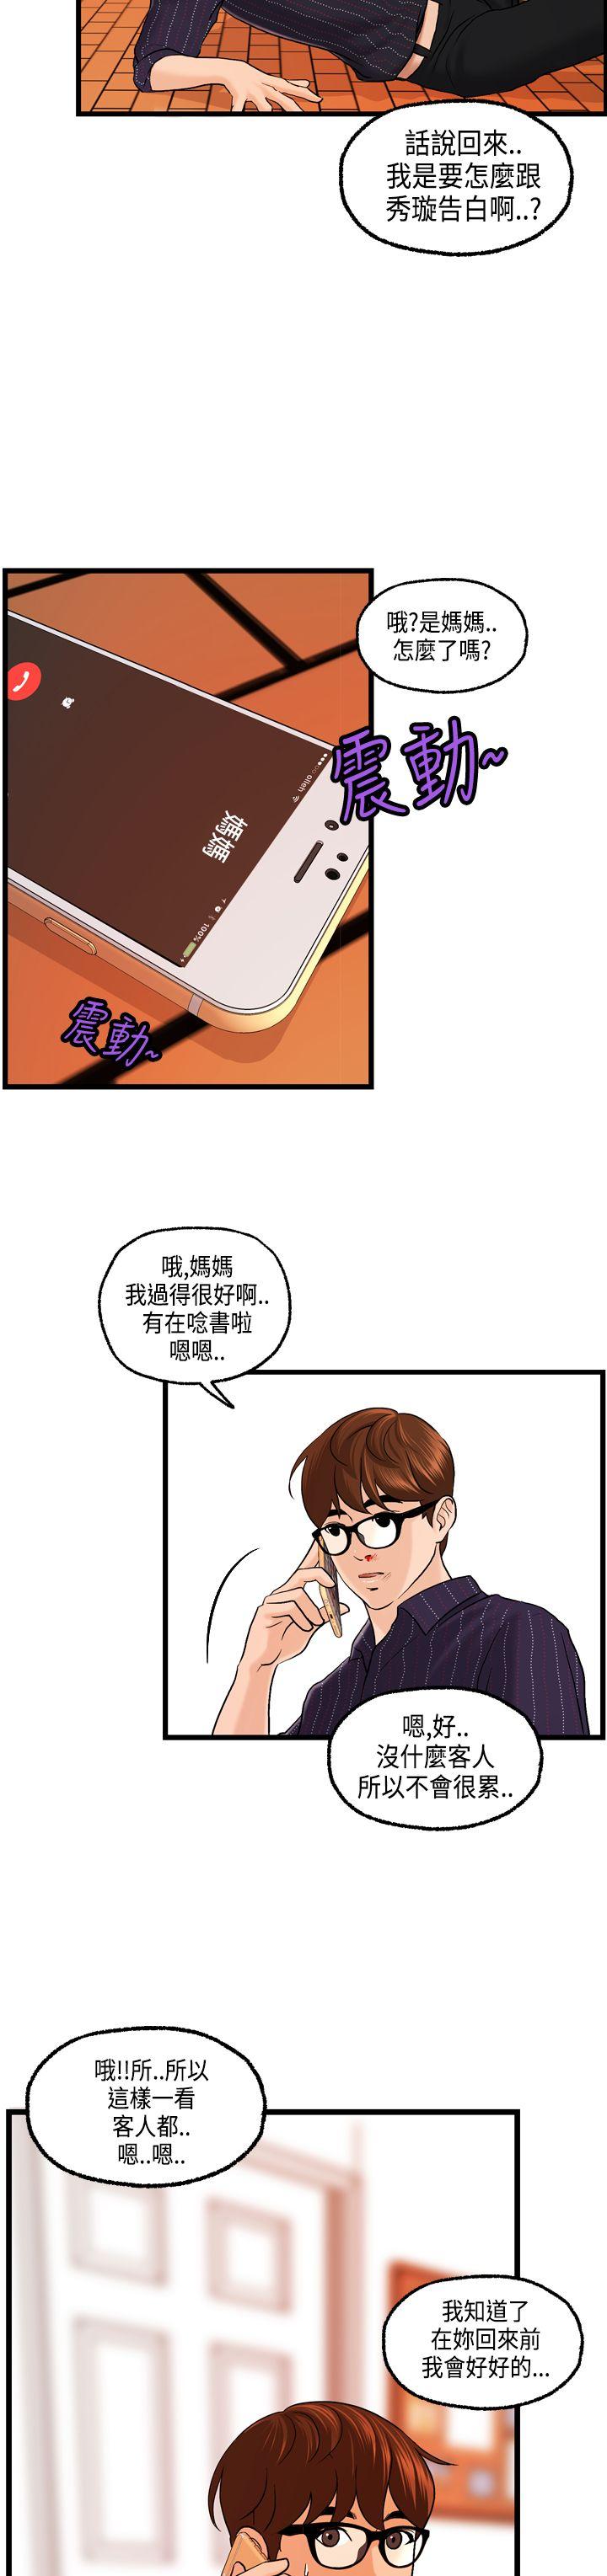 話說回來..
我是要怎麼跟
秀璇告白啊..?
哦?是媽媽..
怎麼了嗎?
震動~
olleh
媽媽
100%
震動~
哦,媽媽
我過得很好啊..
有在唸書啦
嗯嗯..
嗯,好..
沒什麼客人
所以不會很累..
哦!!所..所以
這樣一看
客人都..
嗯..嗯..
我知道了
在妳回來前
我會好好的...